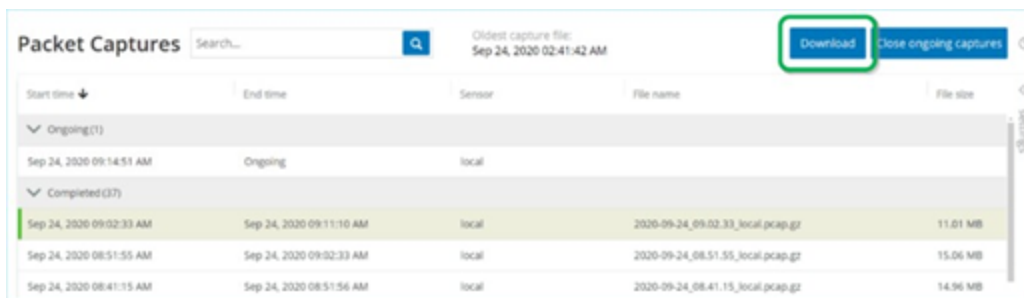 Packet Captures Search... Oldest capture file: Download Close ongoing captures
Sep 24, 2020 02:41:42 AM
Start time End time Sensor File name File size
Ongoing(1)
Sep 24, 2020 09:14:51 AM Ongoing local
Completed (37)
Sep 24, 2020 09:02:33 AM Sep 24, 2020 09:11:10 AM local 2020-09-24_09.02.33_local.pcap.gz 11.01 MB
Sep 24, 2020 08:51:55 AM Sep 24, 2020 09:02:33 AM local 2020-09-24_08.51.55_local.pcap.gz 15.06 MB
Sep 24, 2020 08:41:15 AM Sep 24, 2020 08:51:56 AM local 2020-09-24_08.41.15_local.pcap.gz 14.96 MB